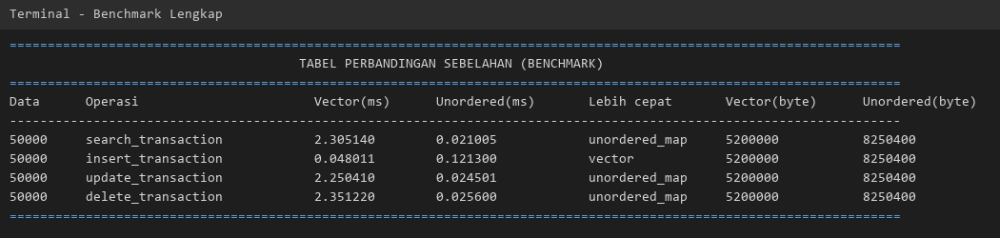 Terminal - Benchmark Lengkap
=====================================================================================================================
TABEL PERBANDINGAN SEBELAHAN (BENCHMARK)
=====================================================================================================================
Data Operasi Vector(ms) Unordered(ms) Lebih cepat Vector(byte) Unordered(byte)
---------------------------------------------------------------------------------------------------------------------
50000 search_transaction 2.305140 0.021005 unordered_map 5200000 8250400
50000 insert_transaction 0.048011 0.121300 vector 5200000 8250400
50000 update_transaction 2.250410 0.024501 unordered_map 5200000 8250400
50000 delete_transaction 2.351220 0.025600 unordered_map 5200000 8250400
=====================================================================================================================